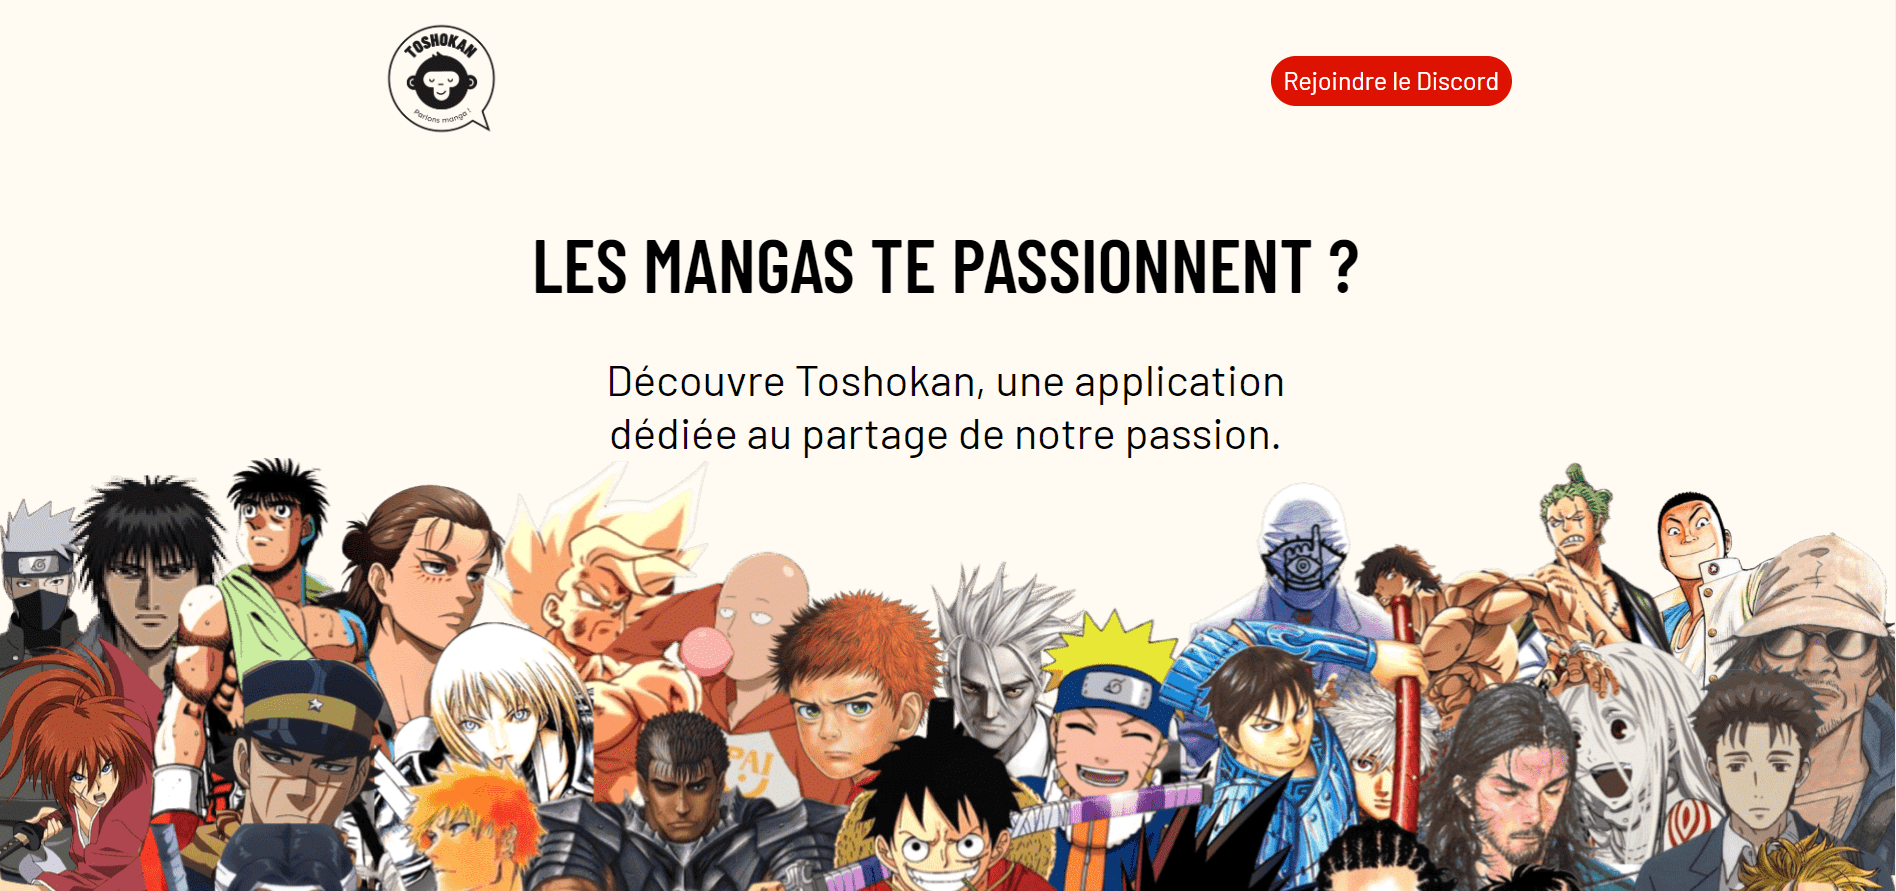 TOSHOKAN
Parlons manga !
Rejoindre le Discord
LES MANGAS TE PASSIONNENT ?
Découvre Toshokan, une application
dédiée au partage de notre passion.